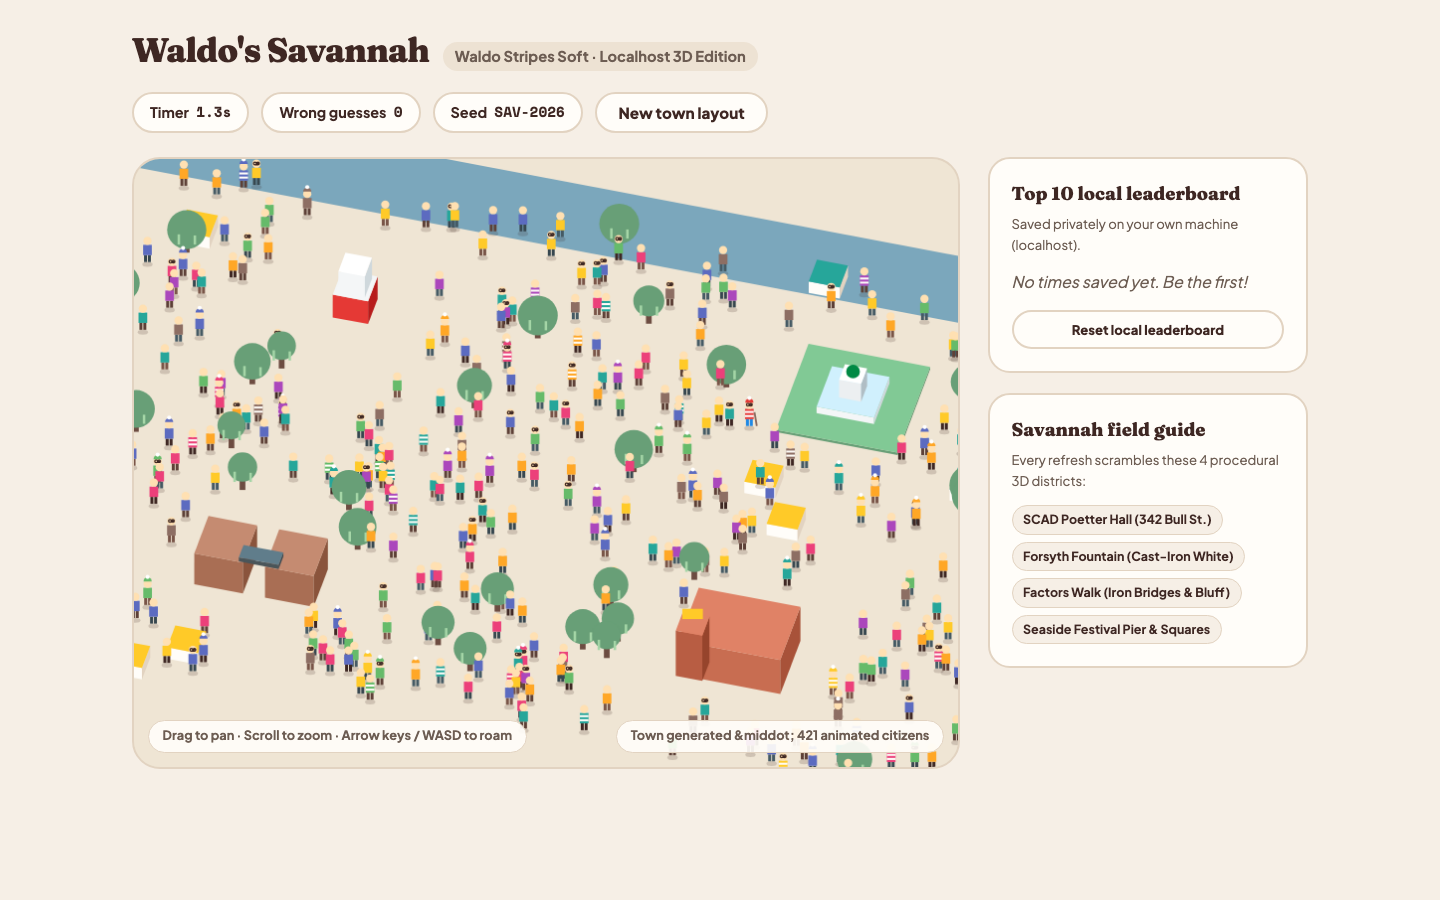 Waldo's Savannah
Waldo Stripes Soft · Localhost 3D Edition
Timer 1.3s
Wrong guesses 0
Seed SAV-2026
New town layout
Drag to pan · Scroll to zoom · Arrow keys / WASD to roam
Town generated &middot; 421 animated citizens
Top 10 local leaderboard
Saved privately on your own machine
(localhost).
No times saved yet. Be the first!
Reset local leaderboard
Savannah field guide
Every refresh scrambles these 4 procedural
3D districts:
SCAD Poetter Hall (342 Bull St.)
Forsyth Fountain (Cast-Iron White)
Factors Walk (Iron Bridges & Bluff)
Seaside Festival Pier & Squares